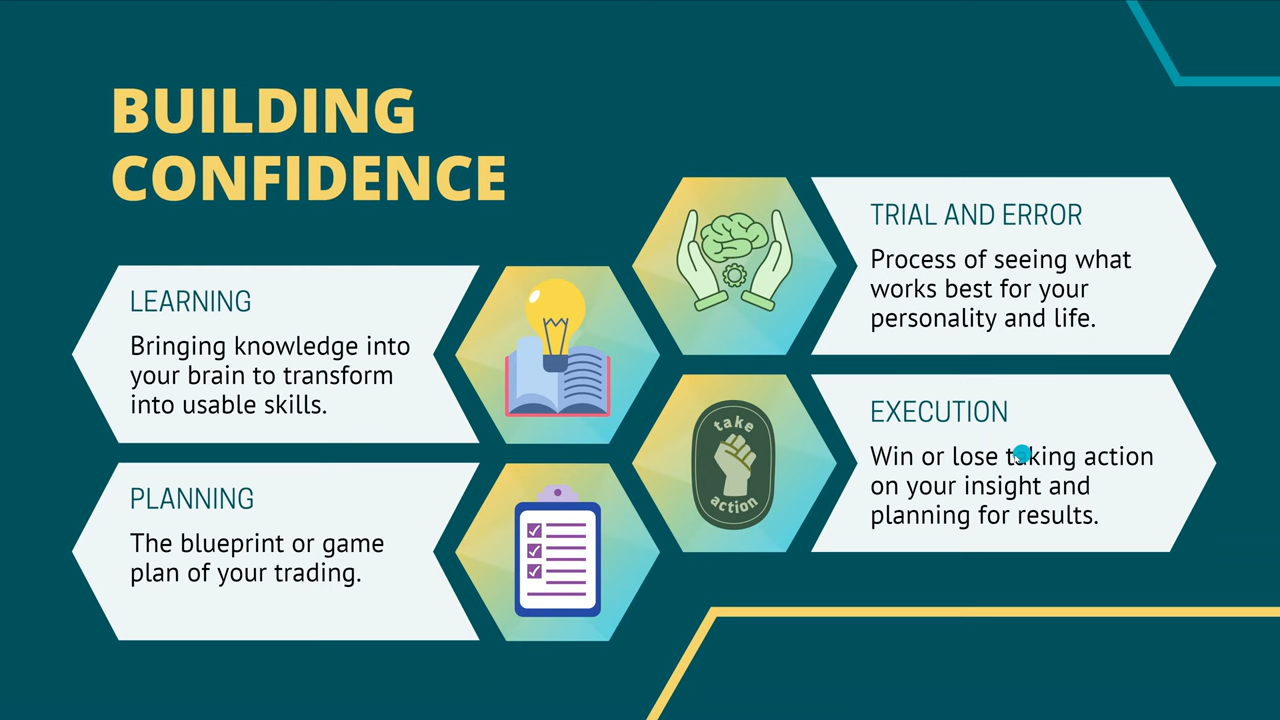 BUILDING
CONFIDENCE
LEARNING
Bringing knowledge into
your brain to transform
into usable skills.
PLANNING
The blueprint or game
plan of your trading.
TRIAL AND ERROR
Process of seeing what
works best for your
personality and life.
take
action
EXECUTION
Win or lose taking action
on your insight and
planning for results.